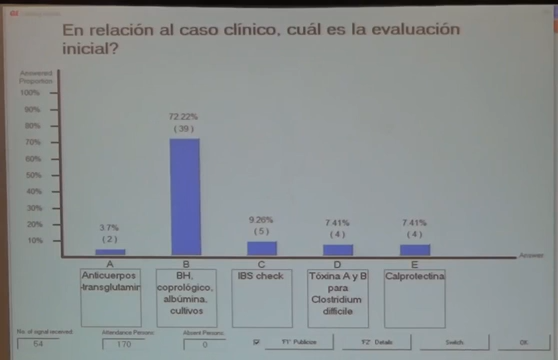 En relación al caso clínico, cuál es la evaluación
inicial?
Answered
Proportion
100%
90%
80%
70%
60%
50%
40%
30%
20%
10%
3.7%
(2)
72.22%
(39)
9.26%
(5)
7.41%
(4)
7.41%
(4)
A
B
C
D
E
Answer
Anticuerpos
-transglutamin
BH,
coprológico,
albúmina,
cultivos
IBS check
Tóxina A y B
para
Clostridium
difficile
Calprotectina
No. of signal received:
54
Attendance Persons:
170
Absent Persons:
0
"F1" Publicize
"F2" Details
Switch
OK